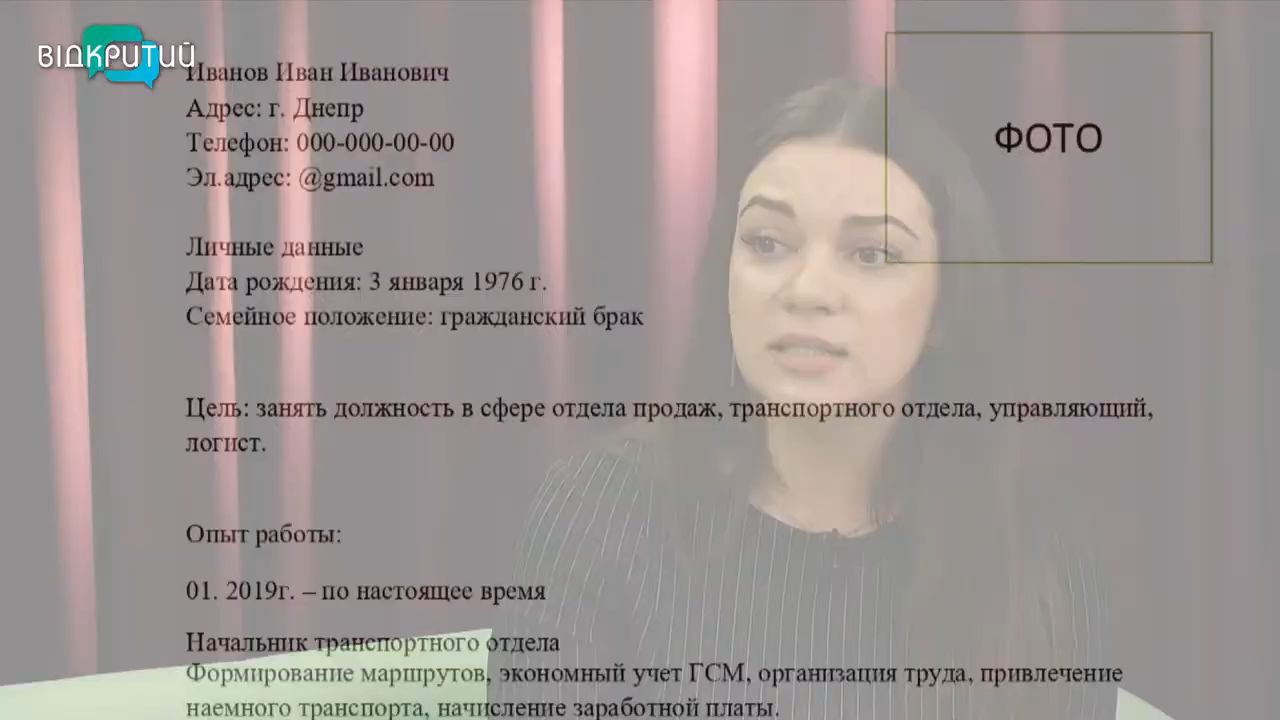 ВІДКРИТИЙ
Иванов Иван Иванович
Адрес: г. Днепр
Телефон: 000-000-00-00
Эл.адрес: @gmail.com
ФОТО
Личные данные
Дата рождения: 3 января 1976 г.
Семейное положение: гражданский брак
Цель: занять должность в сфере отдела продаж, транспортного отдела, управляющий,
логист.
Опыт работы:
01. 2019г. – по настоящее время
Начальник транспортного отдела
Формирование маршрутов, экономный учет ГСМ, организация труда, привлечение
наемного транспорта, начисление заработной платы.